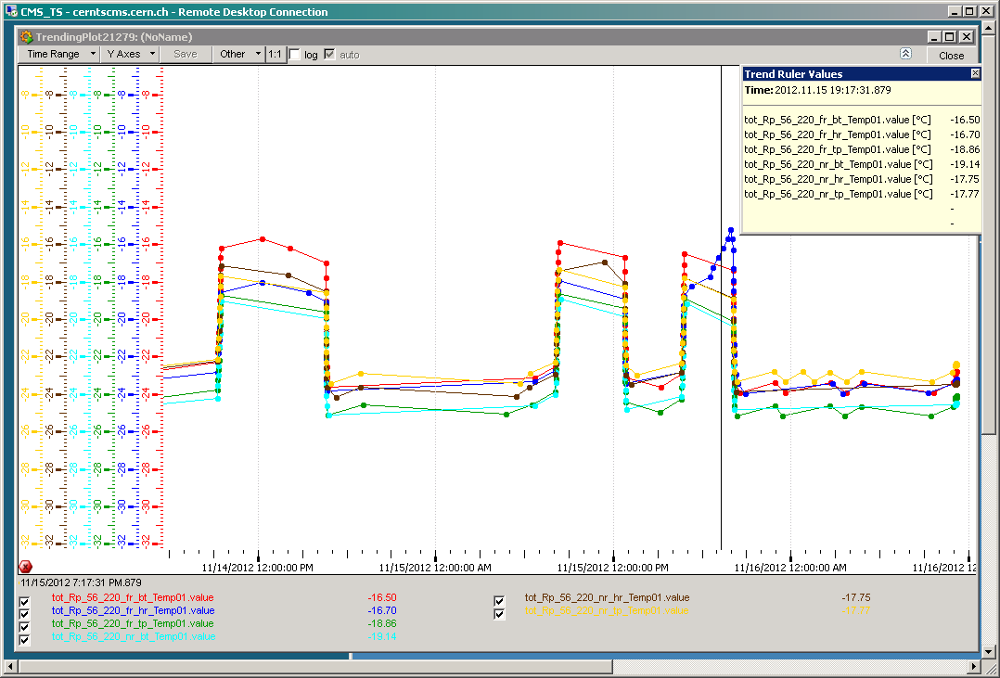 CMS_TS - cerntscms.cern.ch - Remote Desktop Connection
TrendingPlot21279: (NoName)
Time Range Y Axes Save Other 1:1 log auto Close
Trend Ruler Values
Time: 2012.11.15 19:17:31.879
tot_Rp_56_220_fr_bt_Temp01.value [°C] -16.50
tot_Rp_56_220_fr_hr_Temp01.value [°C] -16.70
tot_Rp_56_220_fr_tp_Temp01.value [°C] -18.86
tot_Rp_56_220_nr_bt_Temp01.value [°C] -19.14
tot_Rp_56_220_nr_hr_Temp01.value [°C] -17.75
tot_Rp_56_220_nr_tp_Temp01.value [°C] -17.77
-
-
-8 -8 -8 -8 -8 -8
-10 -10 -10 -10 -10 -10
-12 -12 -12 -12 -12 -12
-14 -14 -14 -14 -14 -14
-16 -16 -16 -16 -16 -16
-18 -18 -18 -18 -18 -18
-20 -20 -20 -20 -20 -20
-22 -22 -22 -22 -22 -22
-24 -24 -24 -24 -24 -24
-26 -26 -26 -26 -26 -26
-28 -28 -28 -28 -28 -28
-30 -30 -30 -30 -30 -30
-32 -32 -32 -32 -32 -32
11/14/2012 12:00:00 PM 11/15/2012 12:00:00 AM 11/15/2012 12:00:00 PM 11/16/2012 12:00:00 AM 11/16/2012 12
11/15/2012 7:17:31 PM.879
tot_Rp_56_220_fr_bt_Temp01.value -16.50 tot_Rp_56_220_nr_hr_Temp01.value -17.75
tot_Rp_56_220_fr_hr_Temp01.value -16.70 tot_Rp_56_220_nr_tp_Temp01.value -17.77
tot_Rp_56_220_fr_tp_Temp01.value -18.86
tot_Rp_56_220_nr_bt_Temp01.value -19.14